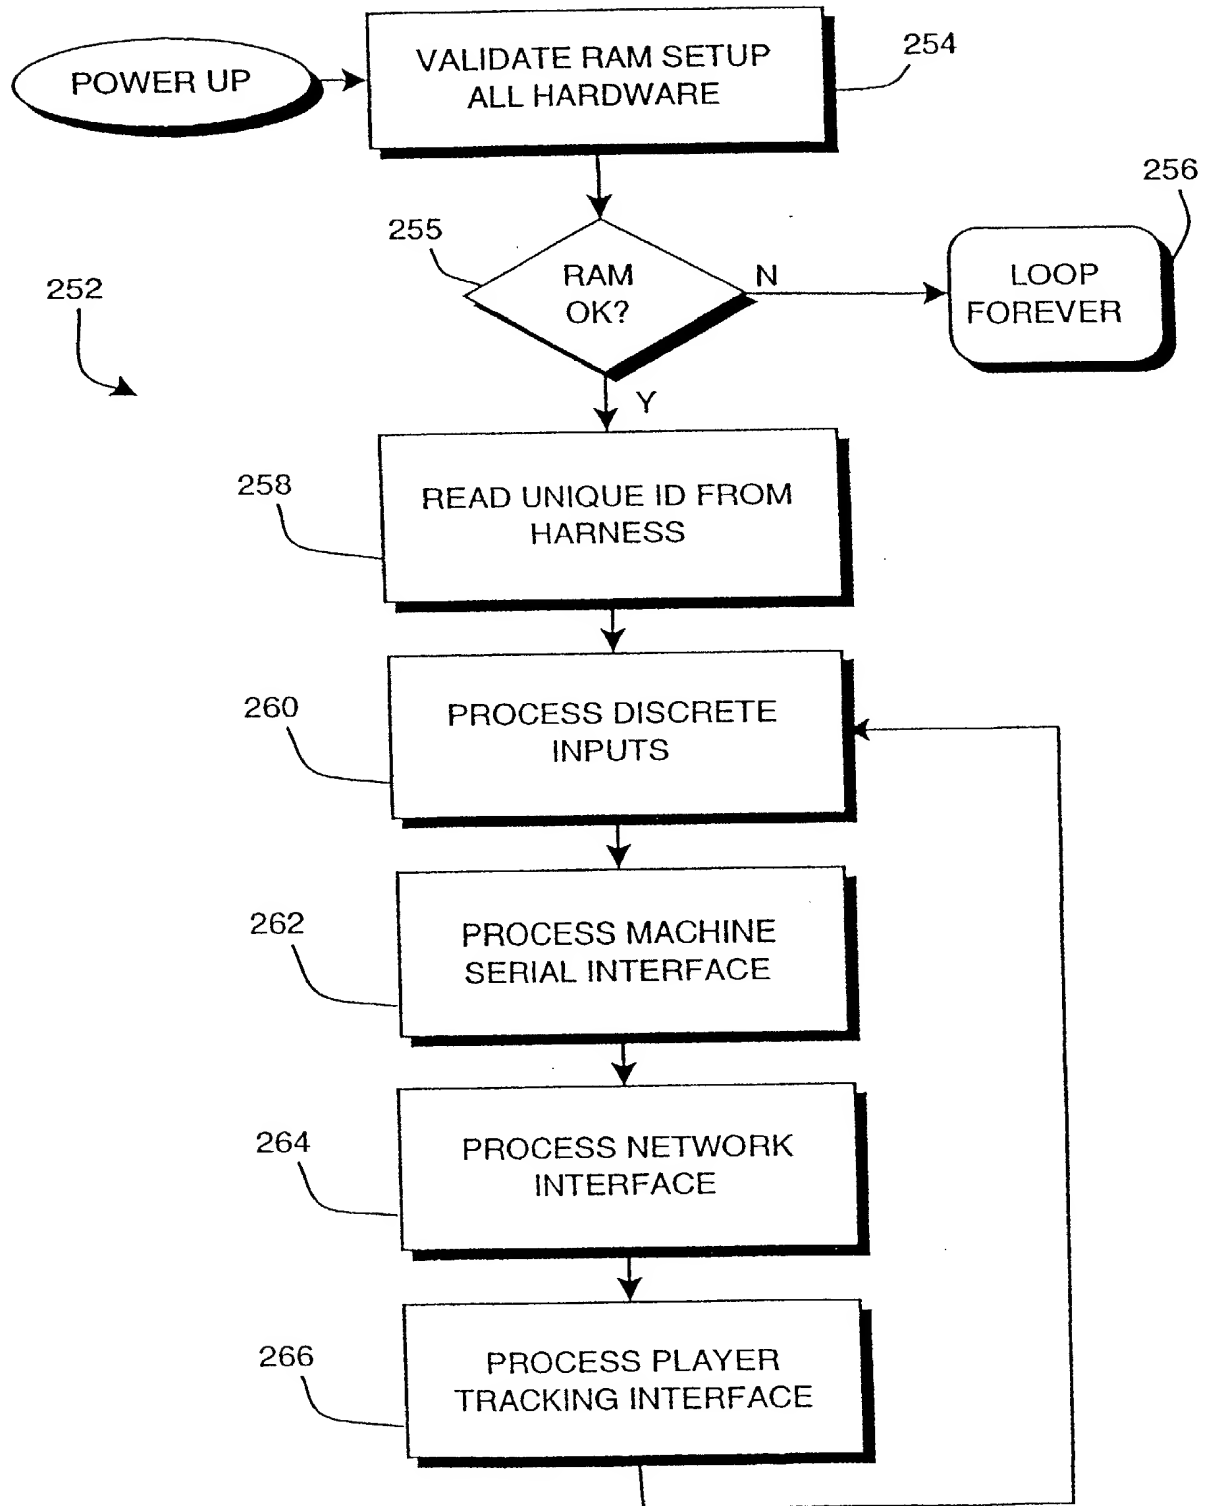 POWER UP
VALIDATE RAM SETUP
ALL HARDWARE
254
256
255
RAM
OK?
N
LOOP
FOREVER
252
Y
258
READ UNIQUE ID FROM
HARNESS
260
PROCESS DISCRETE
INPUTS
262
PROCESS MACHINE
SERIAL INTERFACE
264
PROCESS NETWORK
INTERFACE
266
PROCESS PLAYER
TRACKING INTERFACE